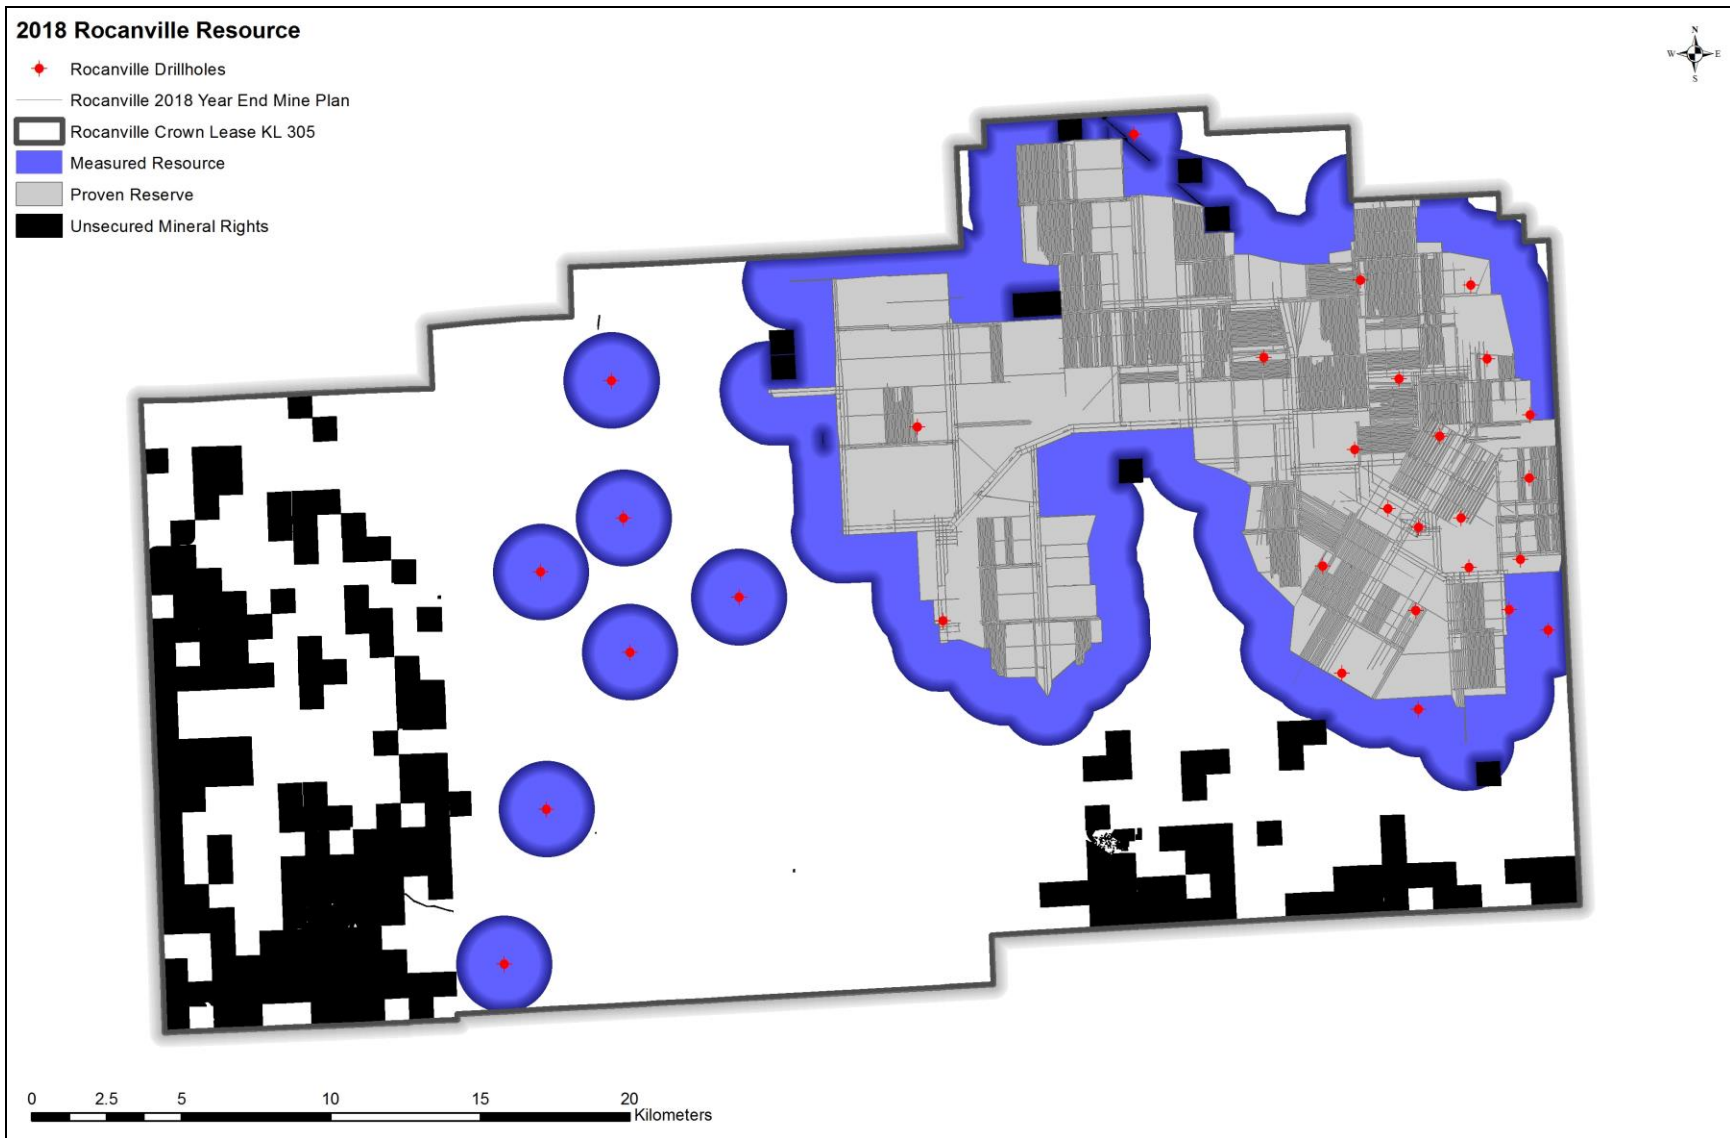 2018 Rocanville Resource
Rocanville Drillholes
Rocanville 2018 Year End Mine Plan
Rocanville Crown Lease KL 305
Measured Resource
Proven Reserve
Unsecured Mineral Rights
N
W E
S
0 2.5 5 10 15 20
Kilometers